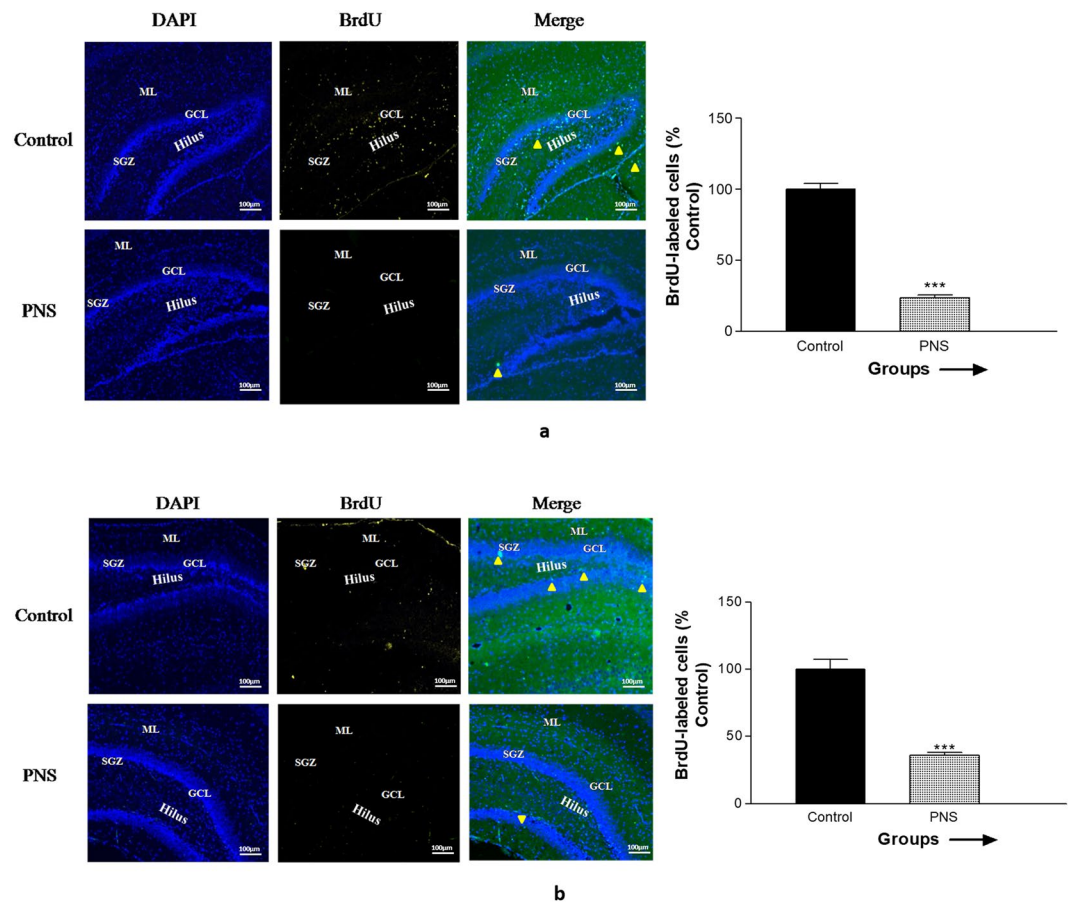 DAPI BrdU Merge
Control
ML
GCL
Hilus
SGZ
100μm
ML
GCL
Hilus
SGZ
100μm
ML
GCL
Hilus
SGZ
100μm
PNS
ML
GCL
SGZ
Hilus
100μm
ML
GCL
SGZ
Hilus
100μm
ML
GCL
SGZ
Hilus
100μm
BrdU-labeled cells (%
Control)
150
100
50
0
***
Control PNS
Groups
a
DAPI BrdU Merge
Control
ML
SGZ GCL
Hilus
100μm
ML
SGZ GCL
Hilus
100μm
ML
SGZ GCL
Hilus
100μm
PNS
ML
SGZ
GCL
Hilus
100μm
ML
SGZ
GCL
Hilus
100μm
ML
SGZ
GCL
Hilus
100μm
BrdU-labeled cells (%
Control)
150
100
50
0
***
Control PNS
Groups
b